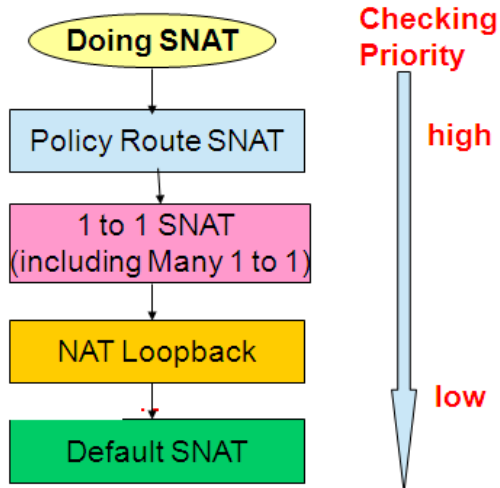 Doing SNAT
Checking
Priority
Policy Route SNAT
high
1 to 1 SNAT
(including Many 1 to 1)
NAT Loopback
low
Default SNAT